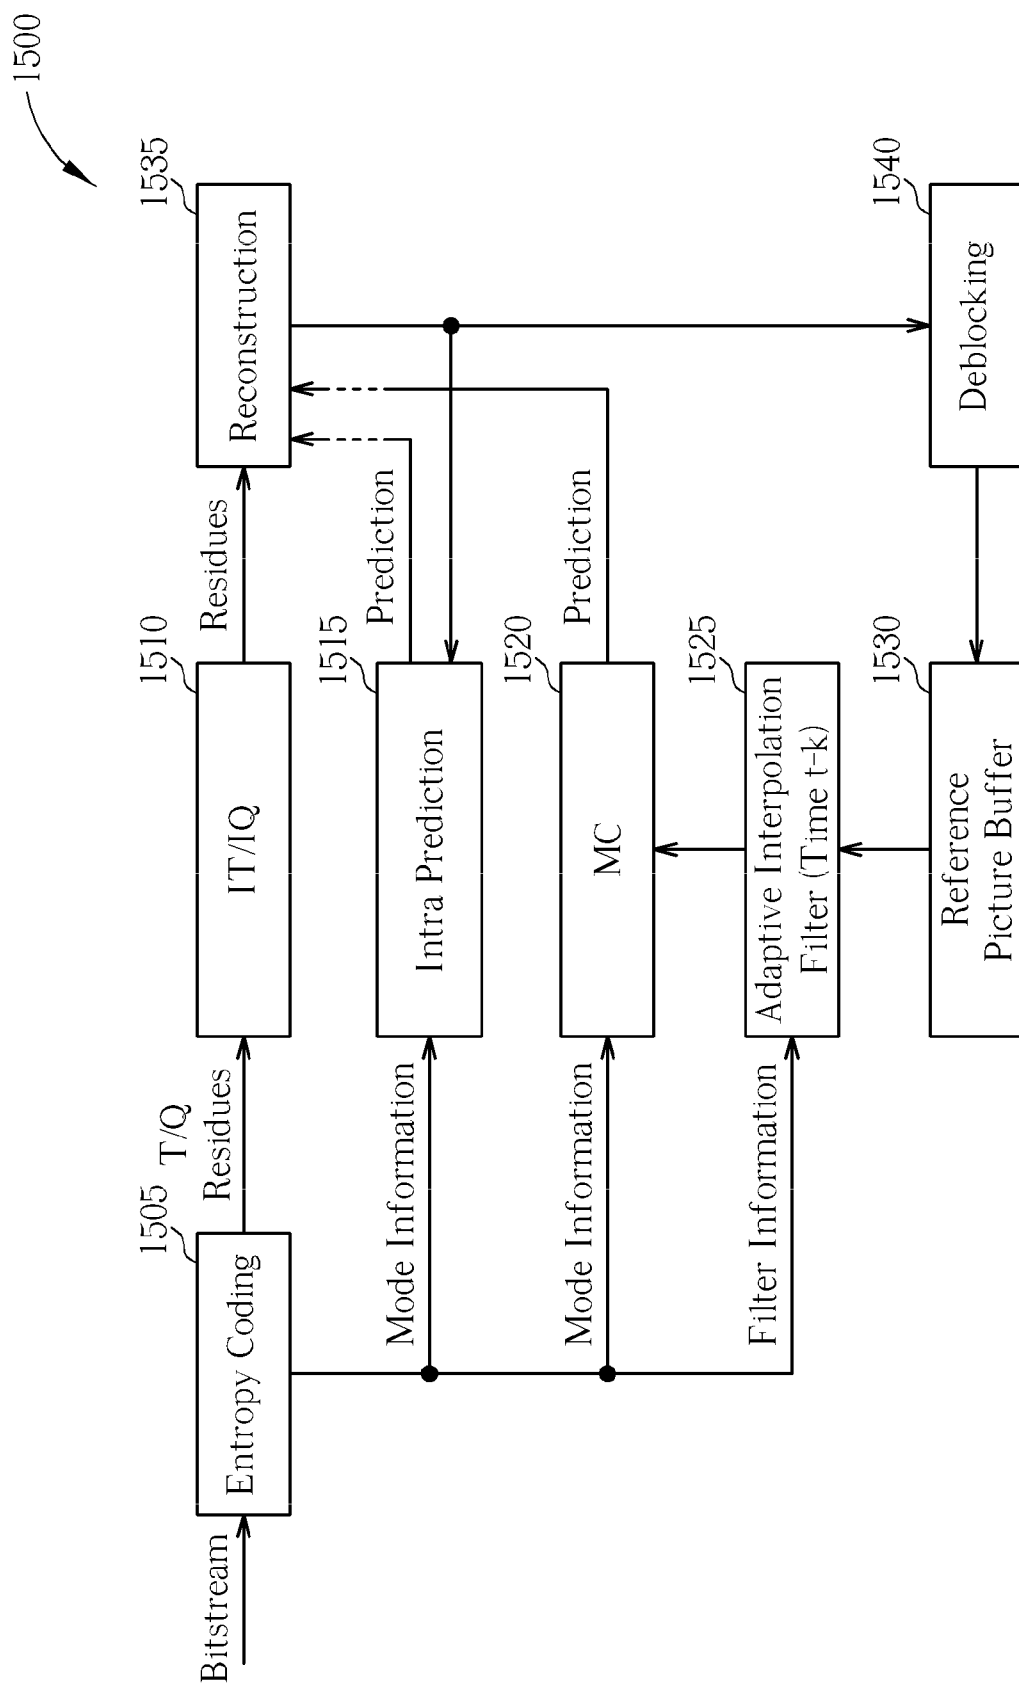 1500
Bitstream
1505
Entropy Coding
T/Q
Residues
1510
IT/IQ
Residues
1535
Reconstruction
Mode Information
1515
Intra Prediction
Prediction
Mode Information
1520
MC
Prediction
Filter Information
1525
Adaptive Interpolation
Filter (Time t-k)
1530
Reference
Picture Buffer
1540
Deblocking